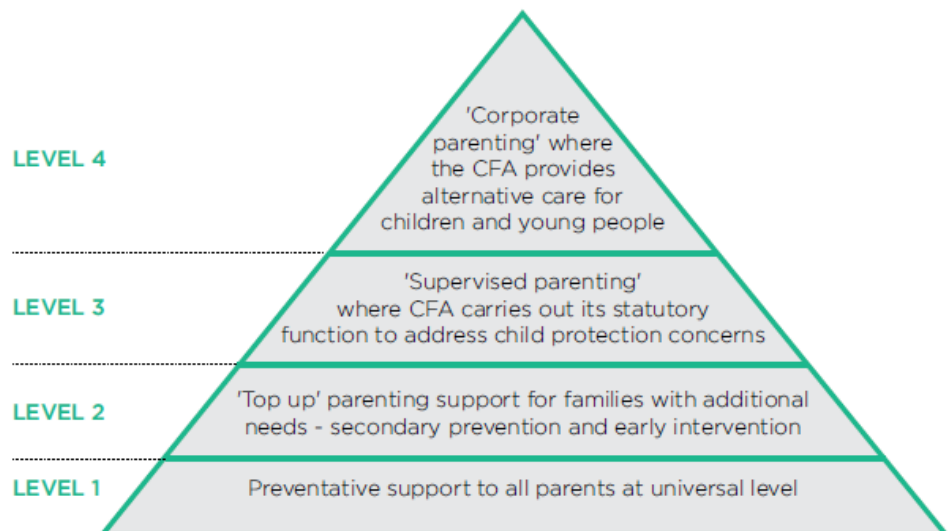 LEVEL 4
'Corporate
parenting' where
the CFA provides
alternative care for
children and young people
LEVEL 3
'Supervised parenting'
where CFA carries out its statutory
function to address child protection concerns
LEVEL 2
'Top up' parenting support for families with additional
needs - secondary prevention and early intervention
LEVEL 1
Preventative support to all parents at universal level